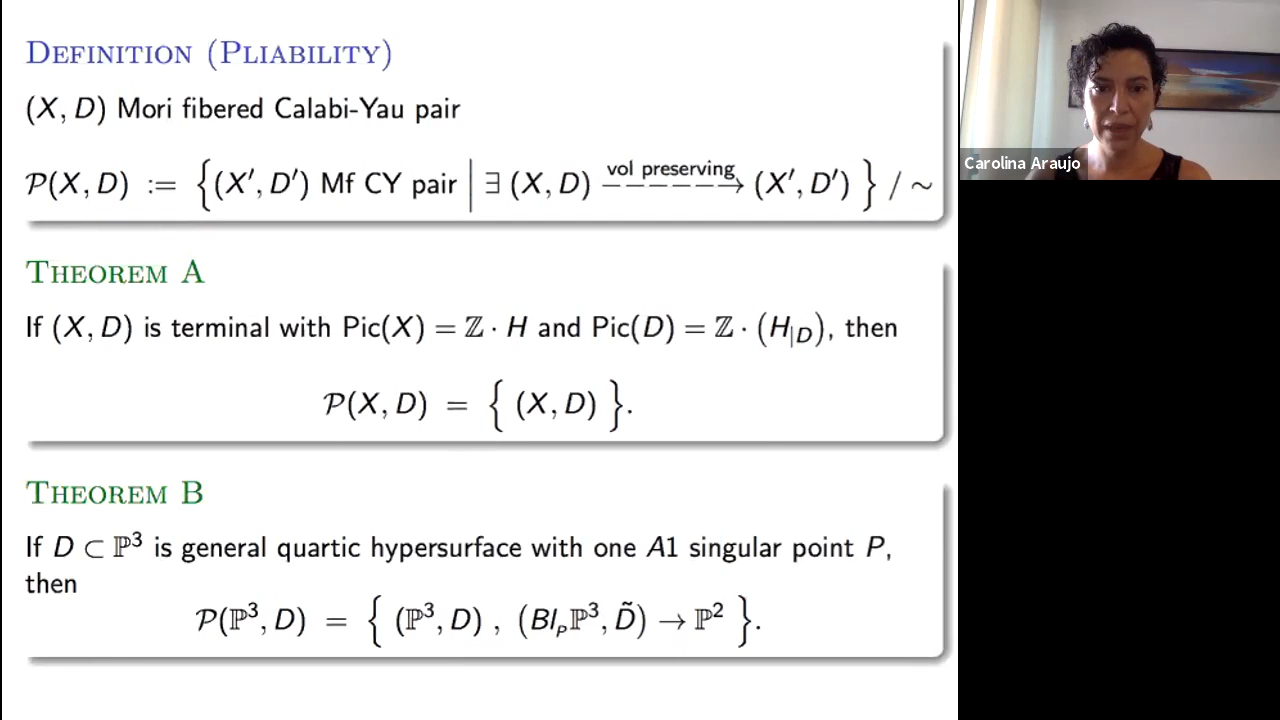 DEFINITION (PLIABILITY)
(X, D) Mori fibered Calabi-Yau pair
𝒫(X, D) := {(X′, D′) Mf CY pair | ∃ (X, D) --vol preserving--> (X′, D′)} / ∼
THEOREM A
If (X, D) is terminal with Pic(X) = ℤ · H and Pic(D) = ℤ · (H|D), then
𝒫(X, D) = { (X, D) }.
THEOREM B
If D ⊂ ℙ³ is general quartic hypersurface with one A1 singular point P,
then
𝒫(ℙ³, D) = { (ℙ³, D) , (Bl_P ℙ³, D̃) → ℙ² }.
Carolina Araujo